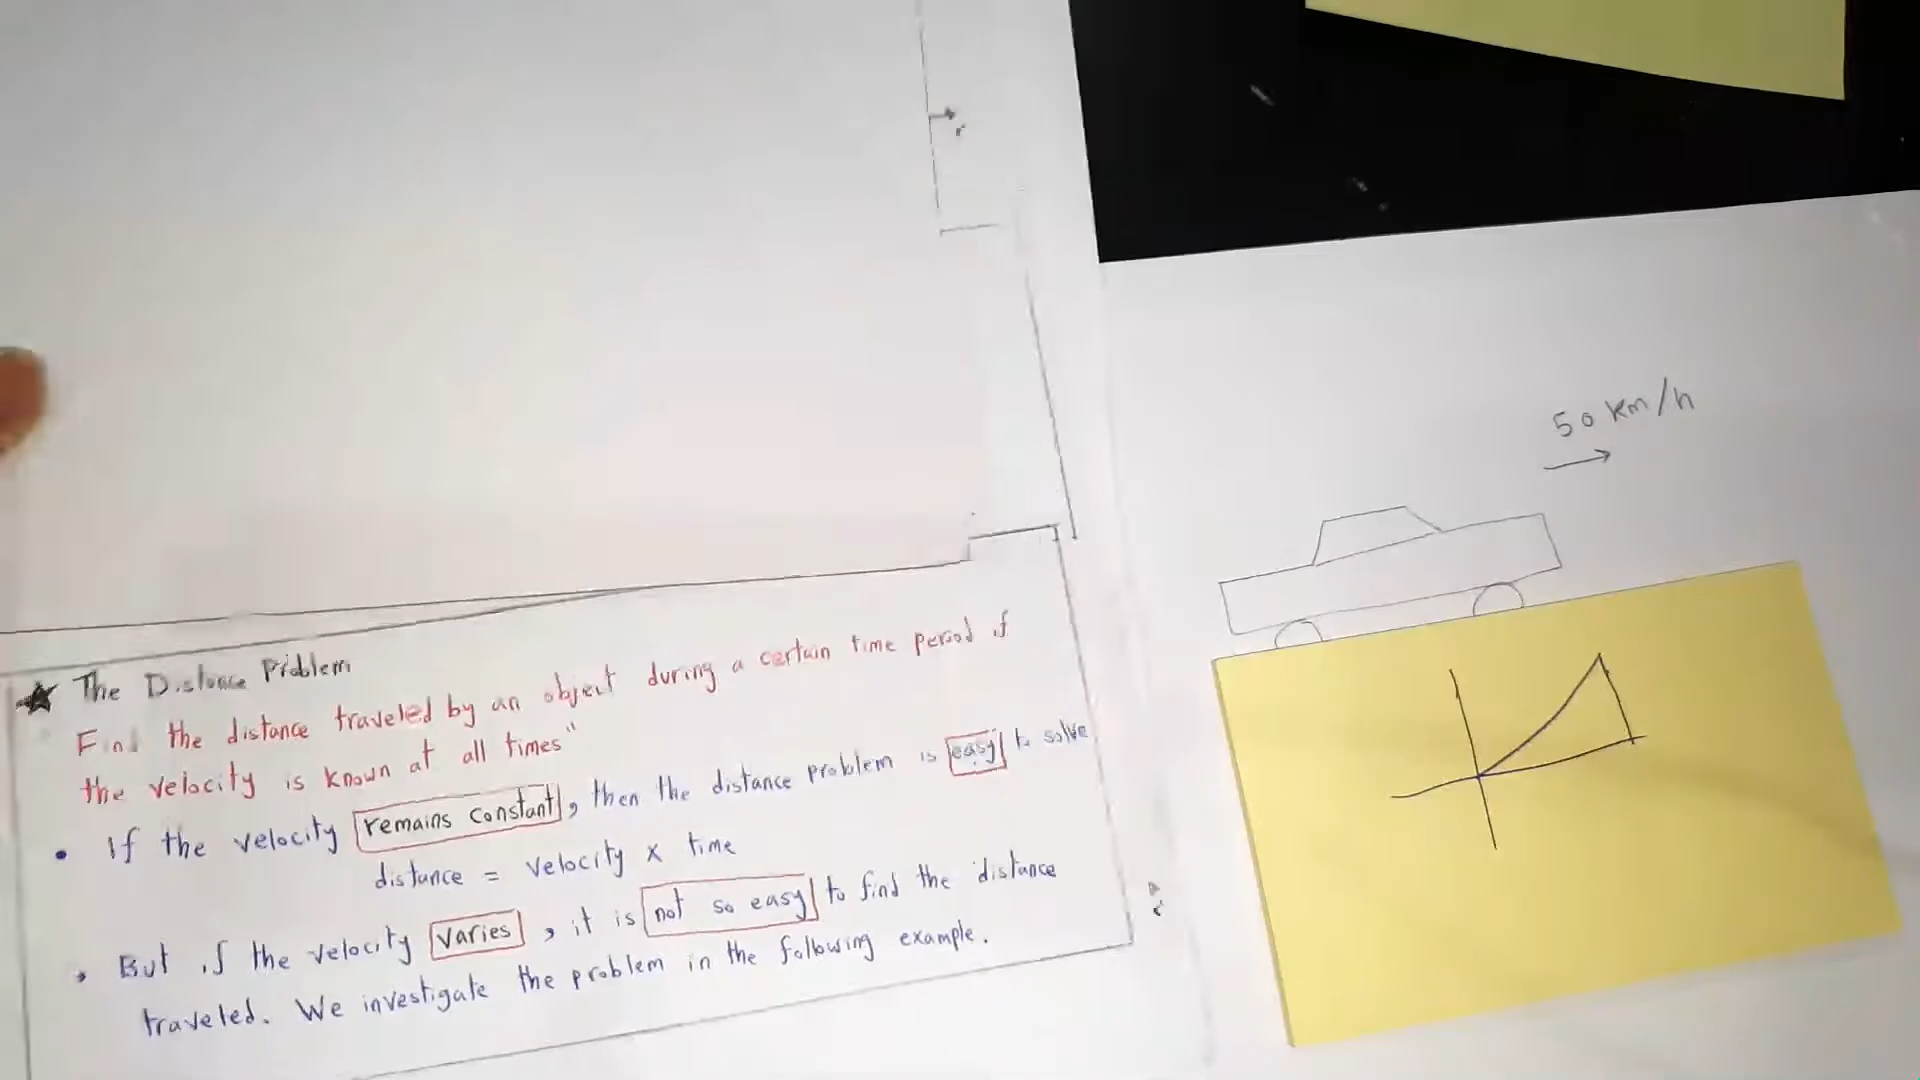 The Distance Problem
Find the distance traveled by an object during a certain time period if
the velocity is known at all times"
• If the velocity remains constant, then the distance problem is easy to solve
distance = velocity x time
• But if the velocity varies, it is not so easy to find the distance
traveled. We investigate the problem in the following example.
50 km/h